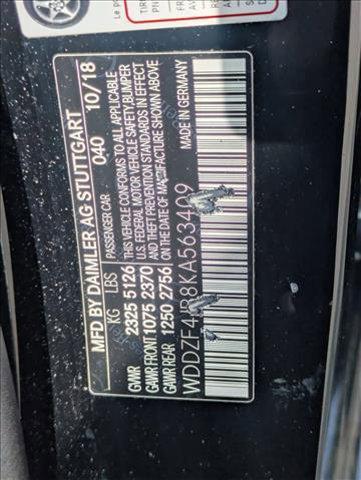 MFD BY DAIMLER AG STUTTGART
PASSENGER CAR 040 10/18
KG LBS
GVWR 2325 5126
GAWR FRONT 1075 2370
GAWR REAR 1250 2756
THIS VEHICLE CONFORMS TO ALL APPLICABLE
U.S. FEDERAL MOTOR VEHICLE SAFETY, BUMPER
AND THEFT PREVENTION STANDARDS IN EFFECT
ON THE DATE OF MANUFACTURE SHOWN ABOVE
MADE IN GERMANY
WDDZF4JB8KA563409